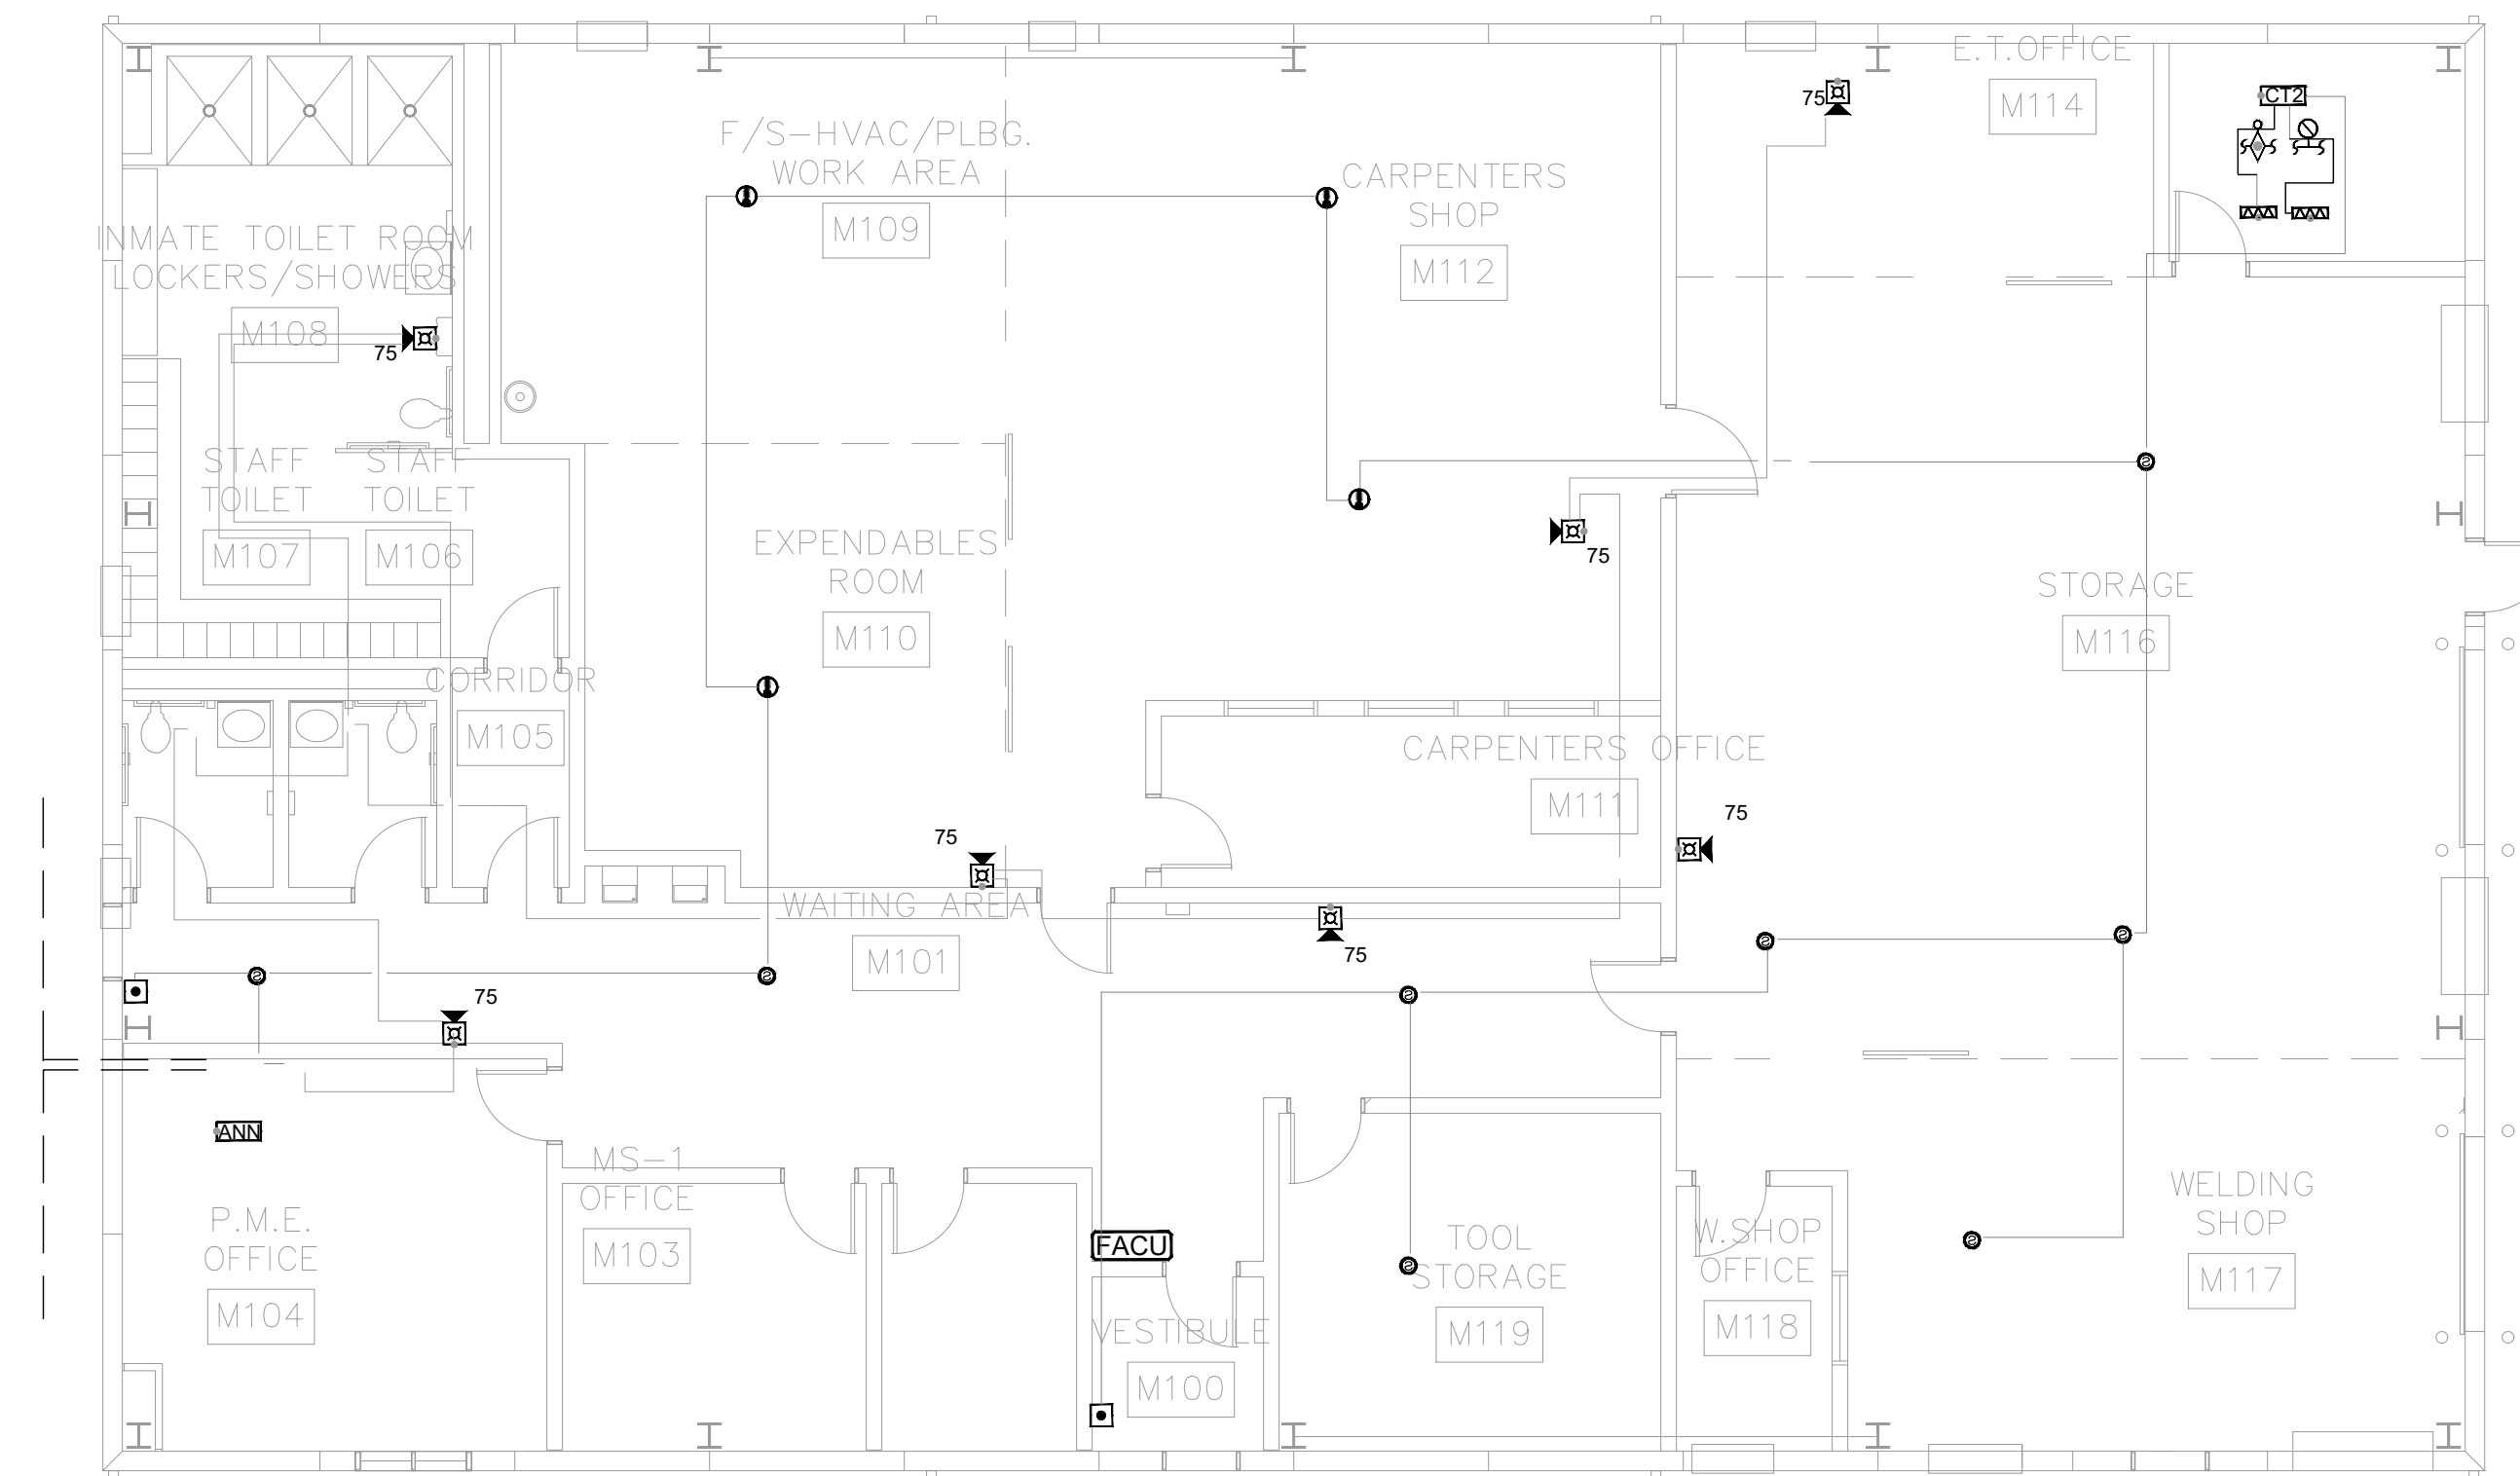 E.T.OFFICE
M114
75
CT2
F/S-HVAC/PLBG.
WORK AREA
M109
CARPENTERS
SHOP
M112
INMATE TOILET ROOM
LOCKERS/SHOWERS
M108
75
STAFF
TOILET
M107
STAFF
TOILET
M106
EXPENDABLES
ROOM
M110
75
STORAGE
M116
CORRIDOR
M105
CARPENTERS OFFICE
M111
75
75
WAITING AREA
M101
75
75
ANN
P.M.E.
OFFICE
M104
MS-1
OFFICE
M103
FACU
VESTIBULE
M100
TOOL
STORAGE
M119
W.SHOP
OFFICE
M118
WELDING
SHOP
M117